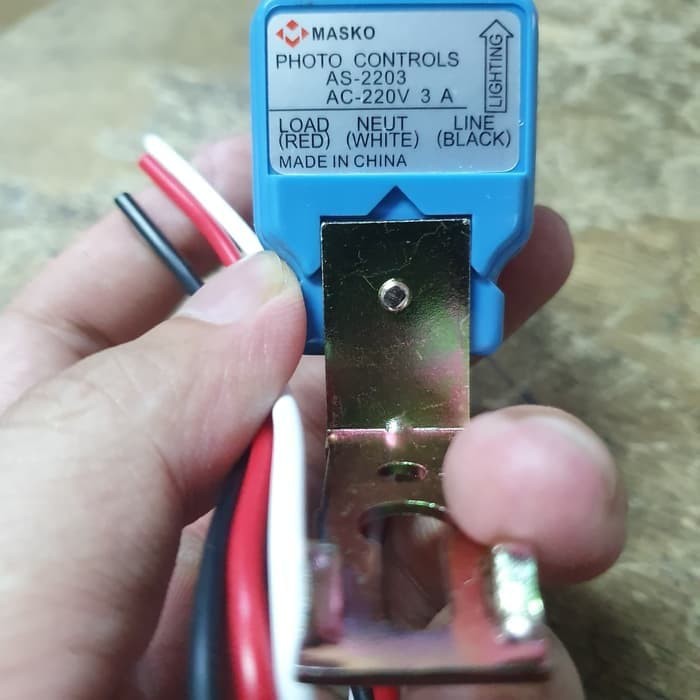 MASKO
PHOTO CONTROLS
AS-2203
AC-220V 3 A
LIGHTING
LOAD NEUT LINE
(RED) (WHITE) (BLACK)
MADE IN CHINA